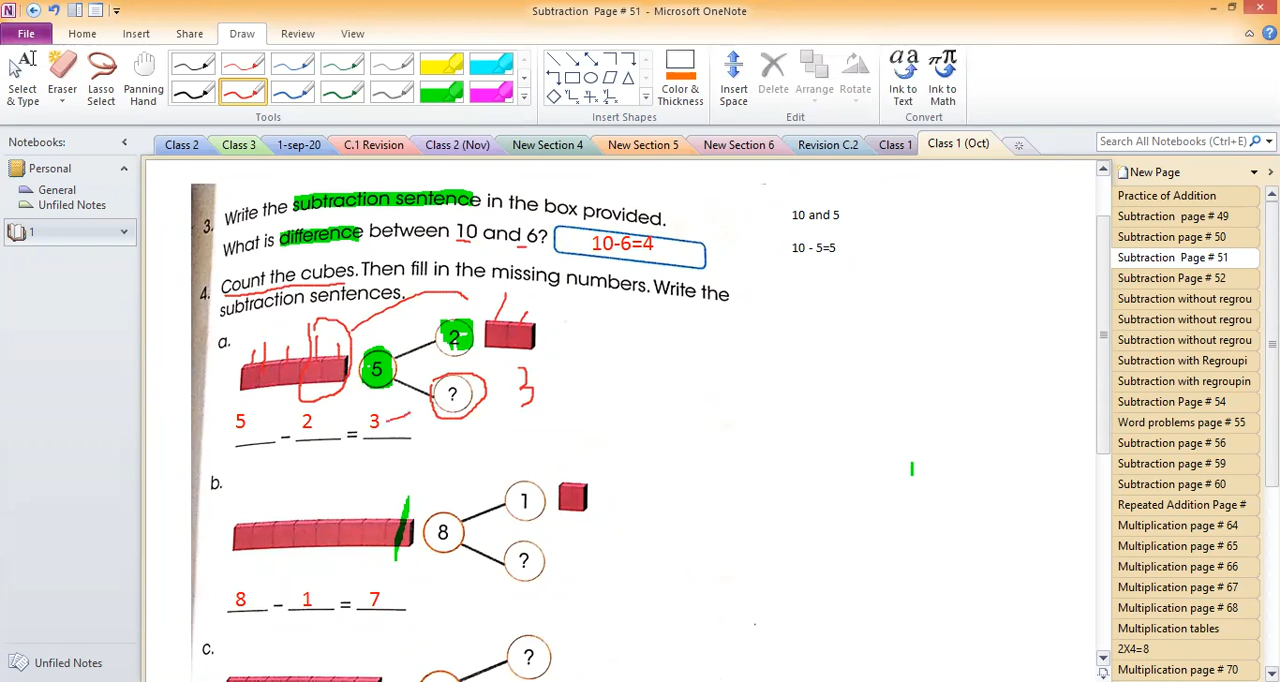 Subtraction Page # 51 - Microsoft OneNote
File Home Insert Share Draw Review View
Select & Type
Eraser
Lasso Select
Panning Hand
Color & Thickness
Insert Space
Delete
Arrange
Rotate
Ink to Text
Ink to Math
Tools
Insert Shapes
Edit
Convert
Notebooks:
Class 2
Class 3
1-sep-20
C.1 Revision
Class 2 (Nov)
New Section 4
New Section 5
New Section 6
Revision C.2
Class 1
Class 1 (Oct)
Search All Notebooks (Ctrl+E)
Personal
General
Unfiled Notes
1
Unfiled Notes
3. Write the subtraction sentence in the box provided.
What is difference between 10 and 6? 10-6=4
4. Count the cubes. Then fill in the missing numbers. Write the
subtraction sentences.
a.
5
2
?
3
5 - 2 = 3
b.
8
1
?
8 - 1 = 7
c.
?
10 and 5
10 - 5=5
New Page
Practice of Addition
Subtraction page # 49
Subtraction page # 50
Subtraction Page # 51
Subtraction Page # 52
Subtraction without regrou
Subtraction without regrou
Subtraction without regrou
Subtraction with Regroupi
Subtraction with regroupin
Subtraction Page # 54
Word problems page # 55
Subtraction page # 56
Subtraction page # 59
Subtraction page # 60
Repeated Addition Page #
Multiplication page # 64
Multiplication page # 65
Multiplication page # 66
Multiplication page # 67
Multiplication page # 68
Multiplication tables
2X4=8
Multiplication page # 70